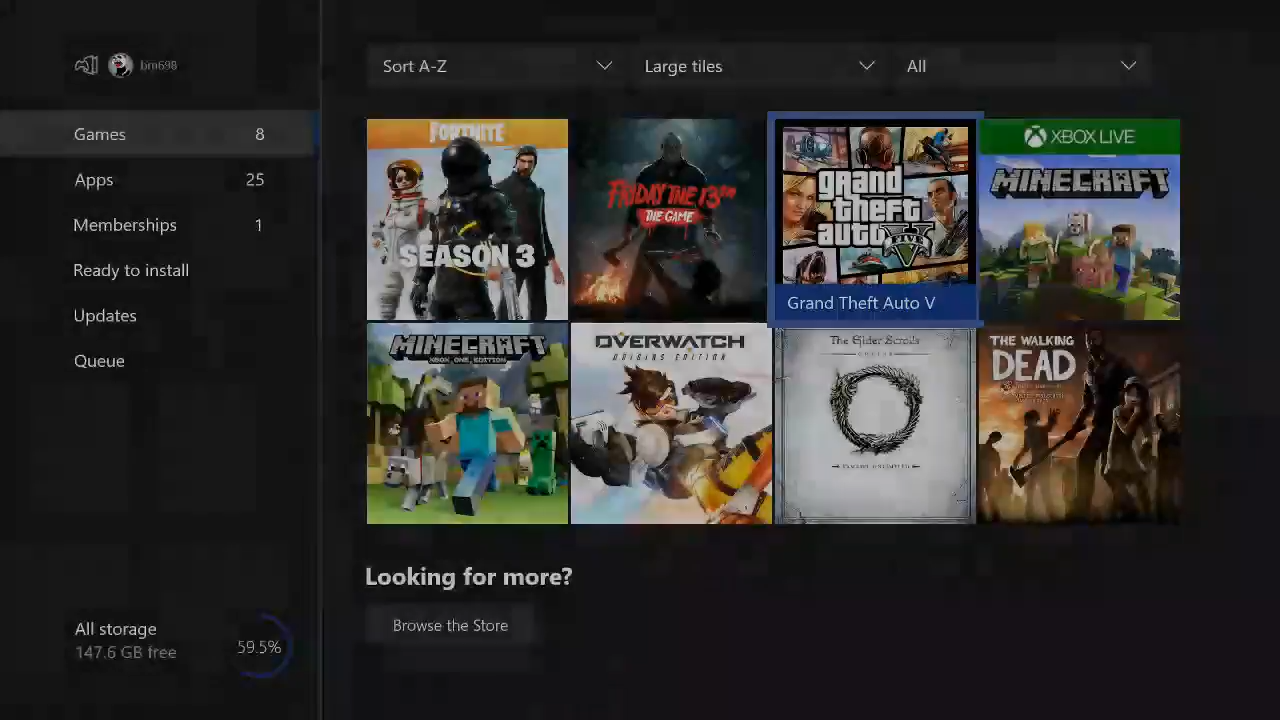 bm698
Games 8
Apps 25
Memberships 1
Ready to install
Updates
Queue
All storage
147.6 GB free
59.5%
Sort A-Z
Large tiles
All
FORTNITE
SEASON 3
FRIDAY THE 13TH
THE GAME
grand
theft
auto V
FIVE
Grand Theft Auto V
XBOX LIVE
MINECRAFT
MINECRAFT
XBOX ONE EDITION
OVERWATCH
ORIGINS EDITION
The Elder Scrolls
ONLINE
THE WALKING
DEAD
Looking for more?
Browse the Store